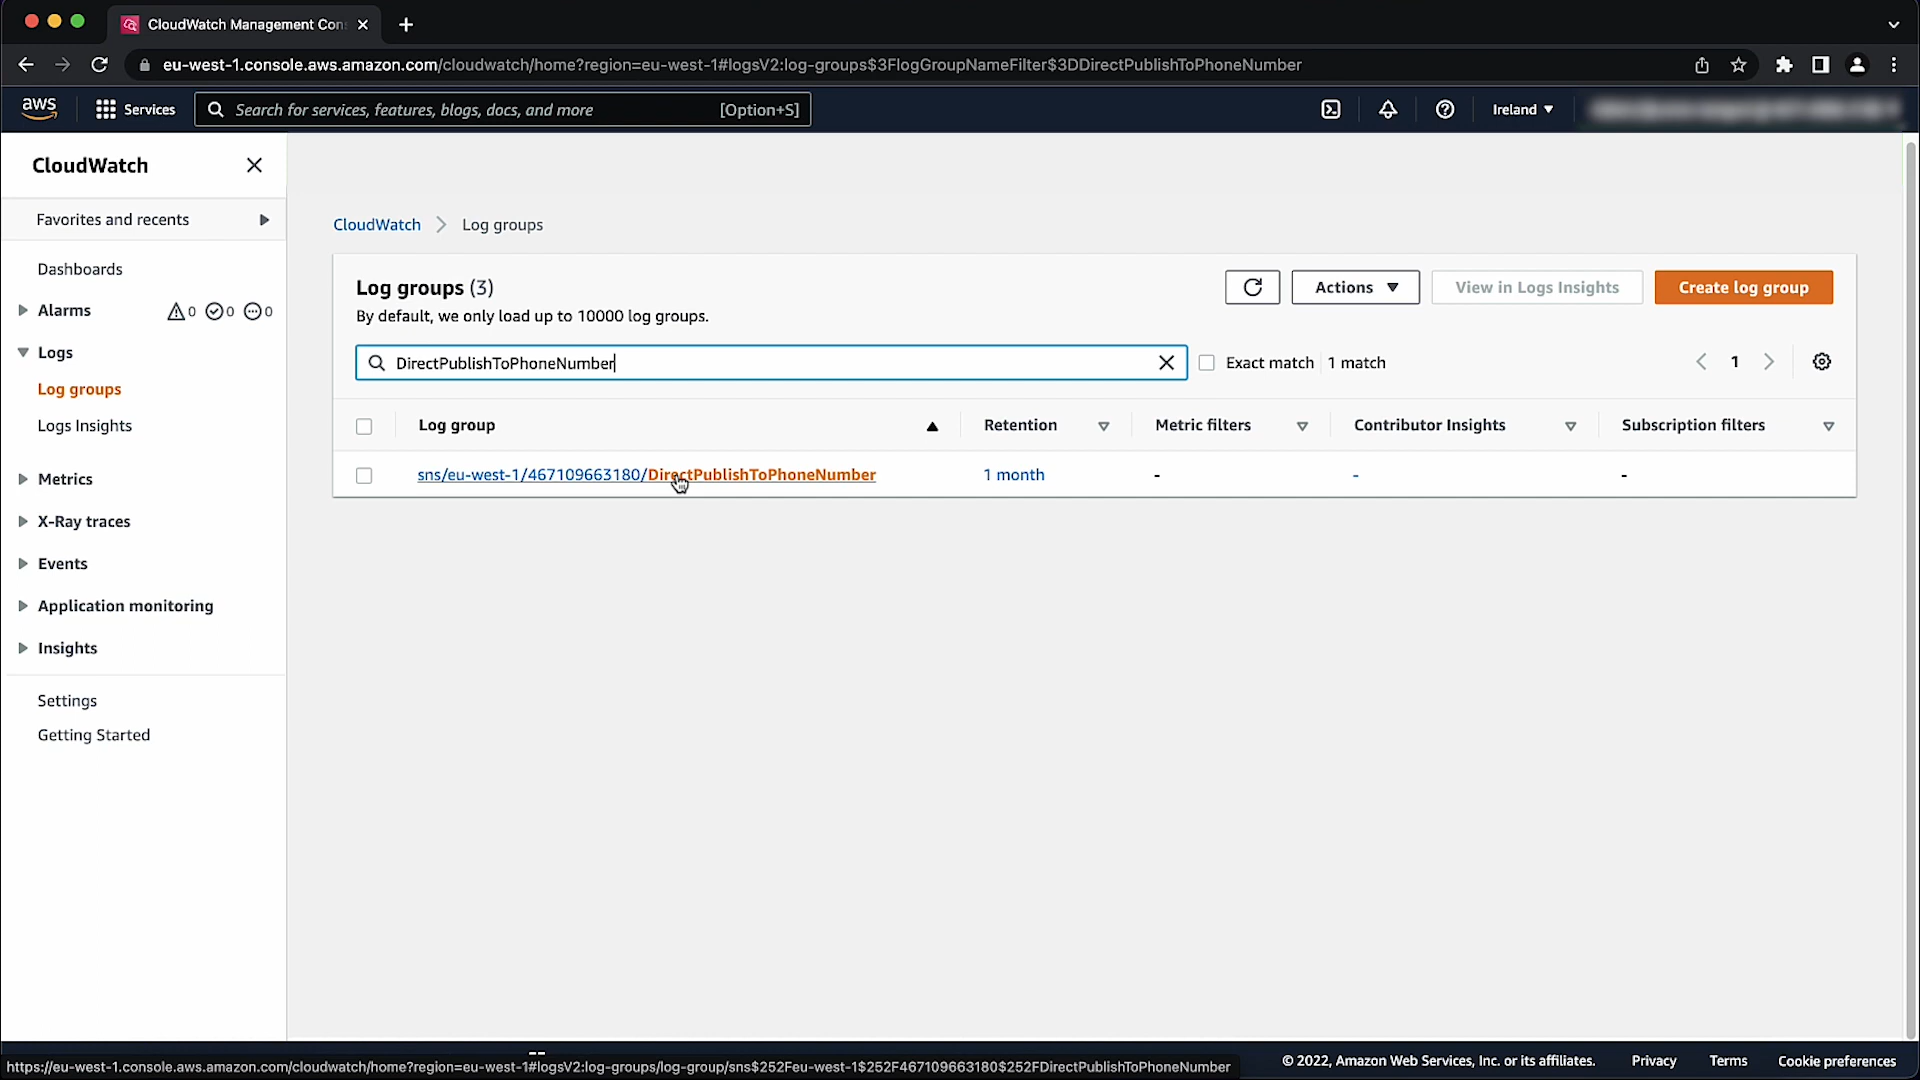 CloudWatch Management Con
eu-west-1.console.aws.amazon.com/cloudwatch/home?region=eu-west-1#logsV2:log-groups$3FlogGroupNameFilter$3DDirectPublishToPhoneNumber
aws
Services
Search for services, features, blogs, docs, and more [Option+S]
Ireland
CloudWatch
Favorites and recents
Dashboards
Alarms 0 0 0
Logs
Log groups
Logs Insights
Metrics
X-Ray traces
Events
Application monitoring
Insights
Settings
Getting Started
CloudWatch Log groups
Log groups (3)
By default, we only load up to 10000 log groups.
Actions
View in Logs Insights
Create log group
DirectPublishToPhoneNumber
Exact match 1 match
1
Log group Retention Metric filters Contributor Insights Subscription filters
sns/eu-west-1/467109663180/DirectPublishToPhoneNumber 1 month - - -
https://eu-west-1.console.aws.amazon.com/cloudwatch/home?region=eu-west-1#logsV2:log-groups/log-group/sns$252Feu-west-1$252F467109663180$252FDirectPublishToPhoneNumber
© 2022, Amazon Web Services, Inc. or its affiliates. Privacy Terms Cookie preferences